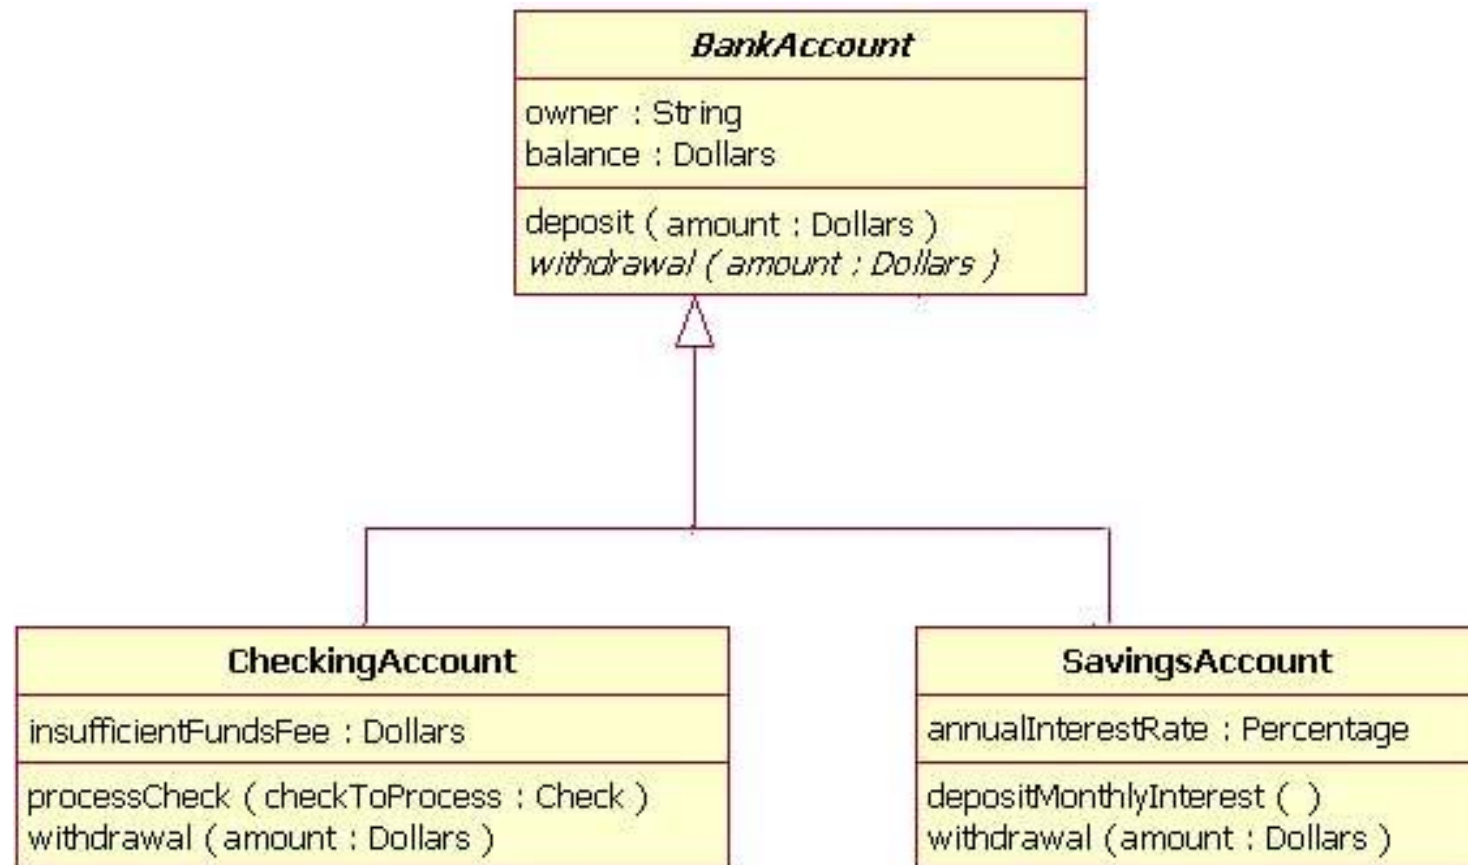 BankAccount
owner : String
balance : Dollars
deposit ( amount : Dollars )
withdrawal ( amount : Dollars )
CheckingAccount
insufficientFundsFee : Dollars
processCheck ( checkToProcess : Check )
withdrawal ( amount : Dollars )
SavingsAccount
annualInterestRate : Percentage
depositMonthlyInterest ( )
withdrawal ( amount : Dollars )